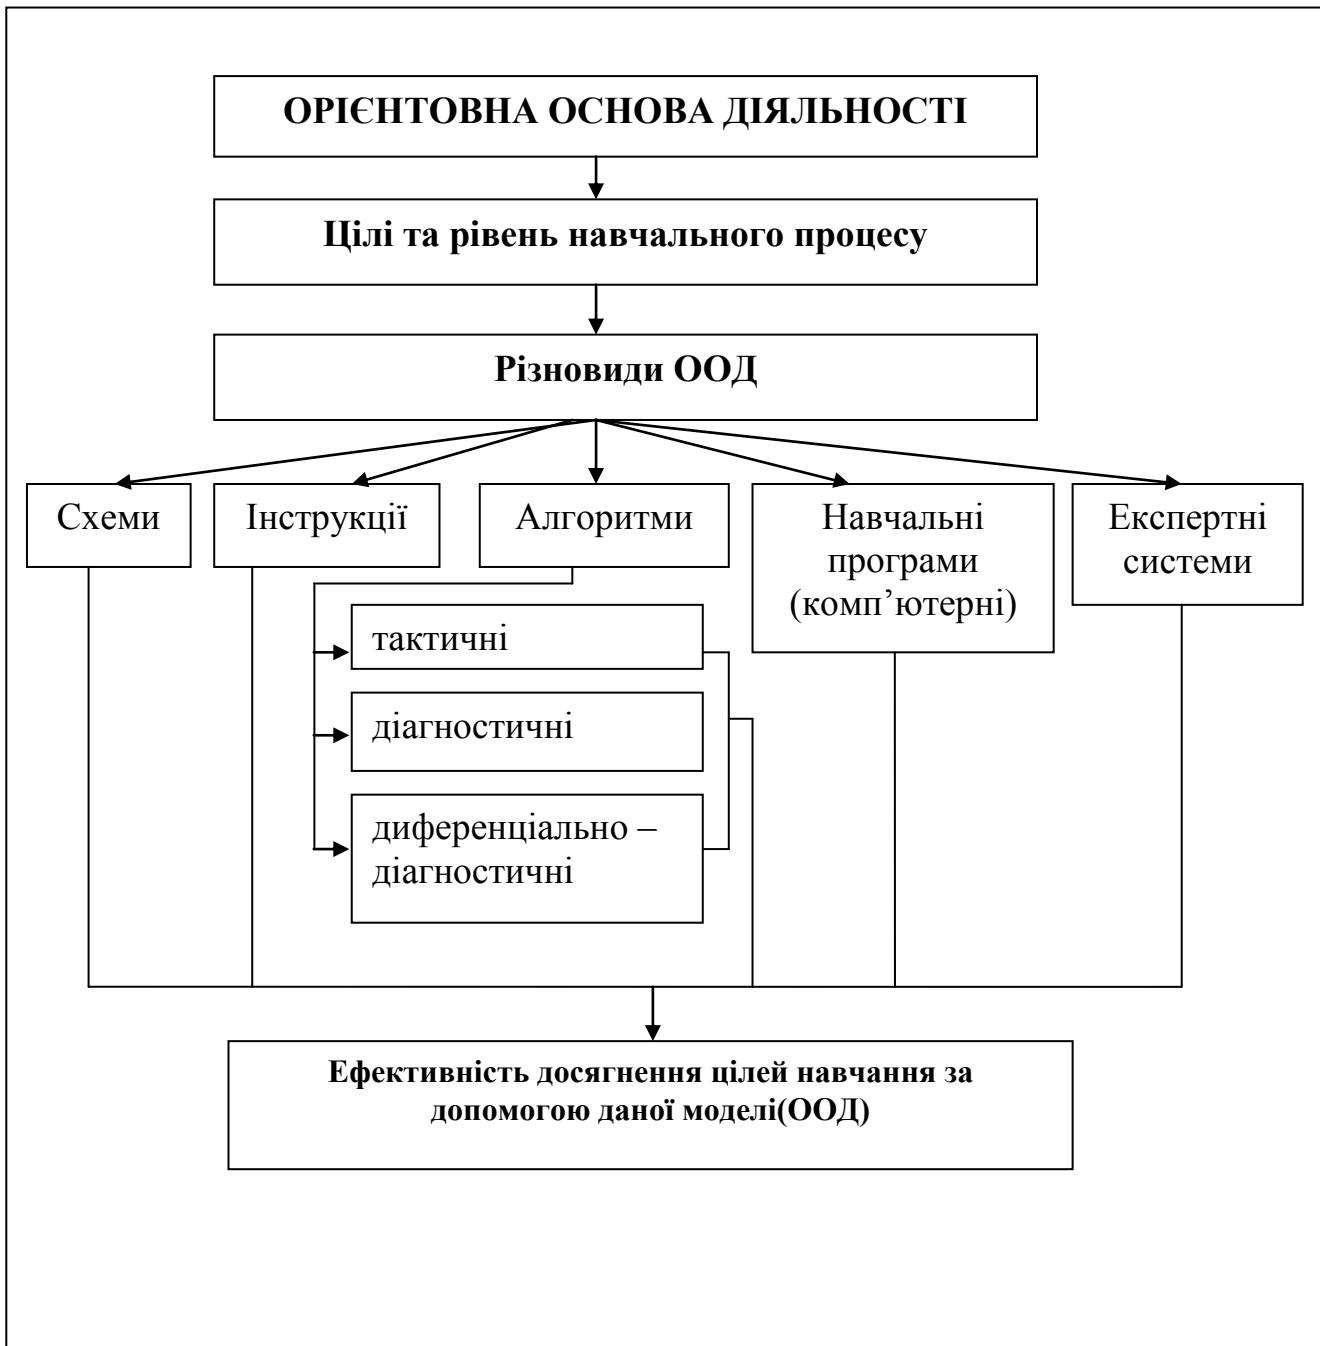 ОРІЄНТОВНА ОСНОВА ДІЯЛЬНОСТІ
Цілі та рівень навчального процесу
Різновиди ООД
Схеми
Інструкції
Алгоритми
Навчальні
програми
(комп’ютерні)
Експертні
системи
тактичні
діагностичні
диференціально –
діагностичні
Ефективність досягнення цілей навчання за
допомогою даної моделі(ООД)